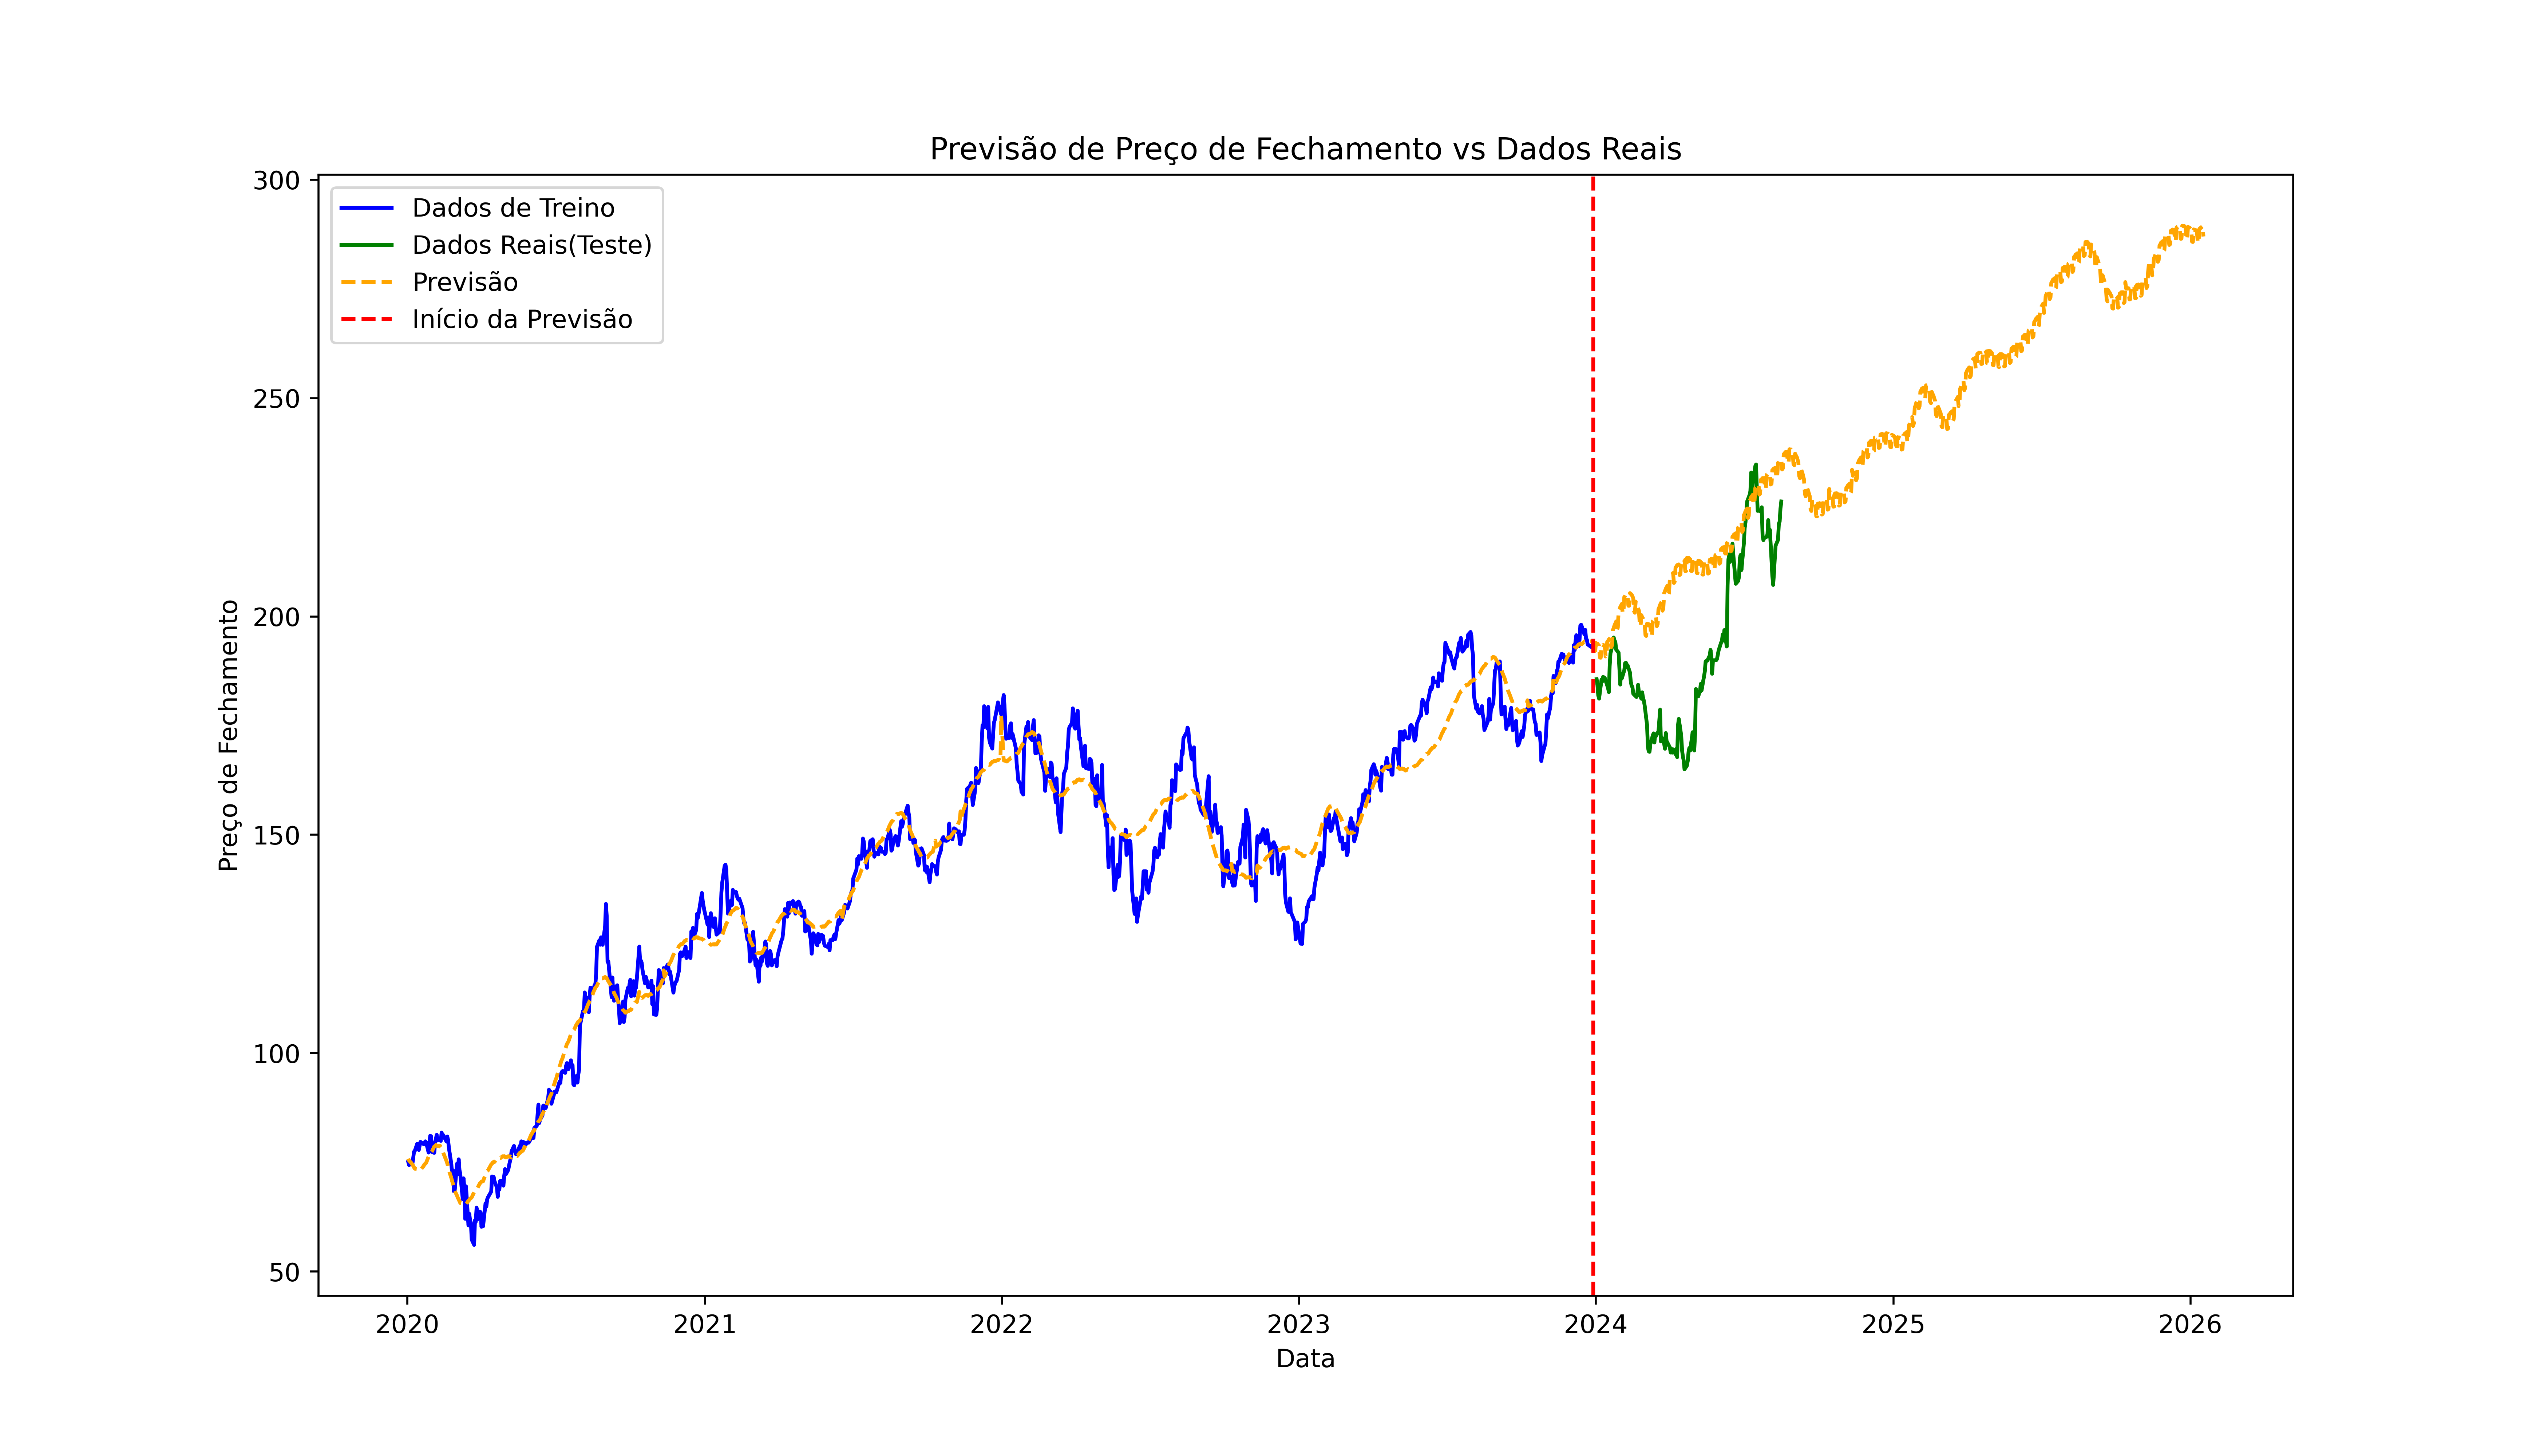 Previsão de Preço de Fechamento vs Dados Reais
Dados de Treino
Dados Reais(Teste)
Previsão
Início da Previsão
Preço de Fechamento
300
250
200
150
100
50
2020
2021
2022
2023
2024
2025
2026
Data